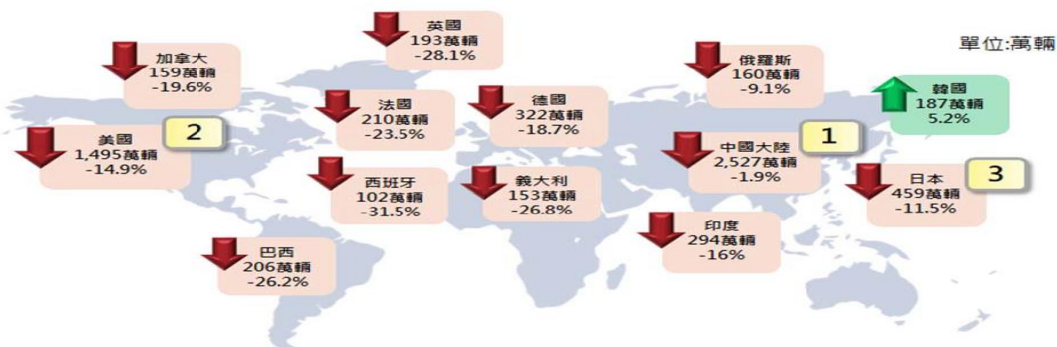 單位:萬輛
英國
193萬輛
-28.1%
加拿大
159萬輛
-19.6%
俄羅斯
160萬輛
-9.1%
韓國
187萬輛
5.2%
法國
210萬輛
-23.5%
德國
322萬輛
-18.7%
2
美國
1,495萬輛
-14.9%
1
中國大陸
2,527萬輛
-1.9%
3
日本
459萬輛
-11.5%
西班牙
102萬輛
-31.5%
義大利
153萬輛
-26.8%
印度
294萬輛
-16%
巴西
206萬輛
-26.2%